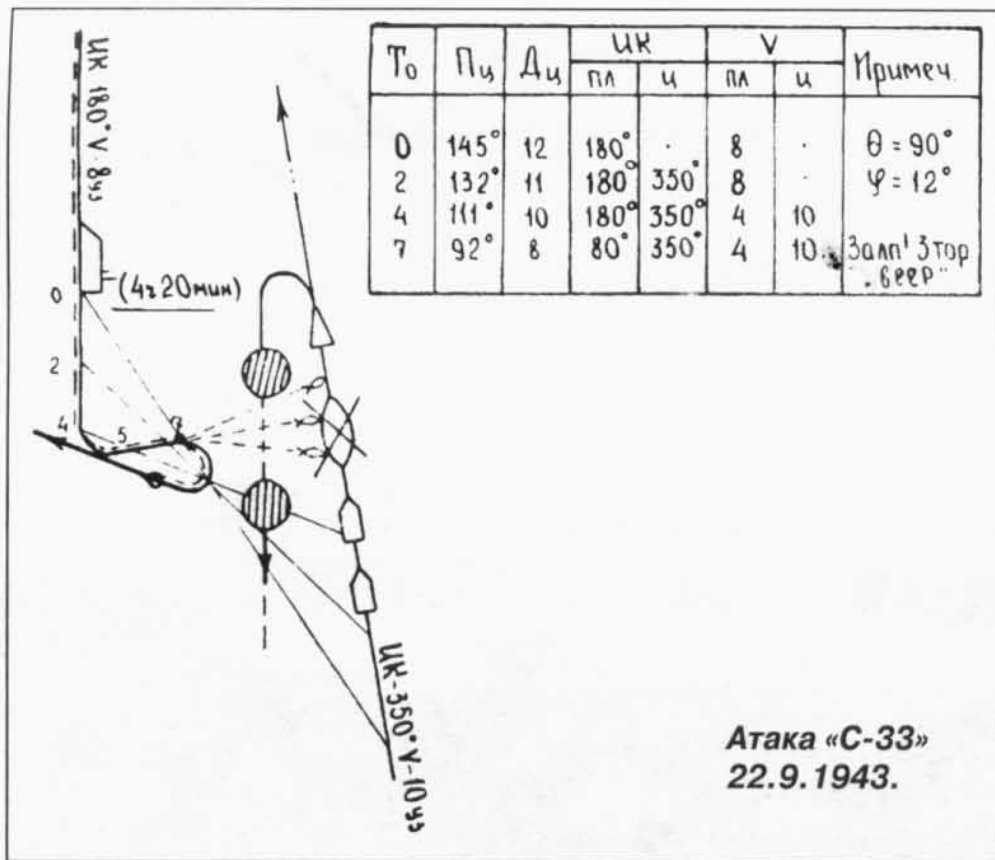 ИК 180° V-8уз
То Пц Дц ИК V Примеч.
пл ц пл ц
0 145° 12 180° · 8 · θ = 90°
2 132° 11 180° 350° 8 · φ = 12°
4 111° 10 180° 350° 4 10
7 92° 8 80° 350° 4 10 Залп 3 тор
„веер"
0
(4ч 20мин)
2
4 5 7
ИК-350° V-10уз
Атака «С-33»
22.9.1943.